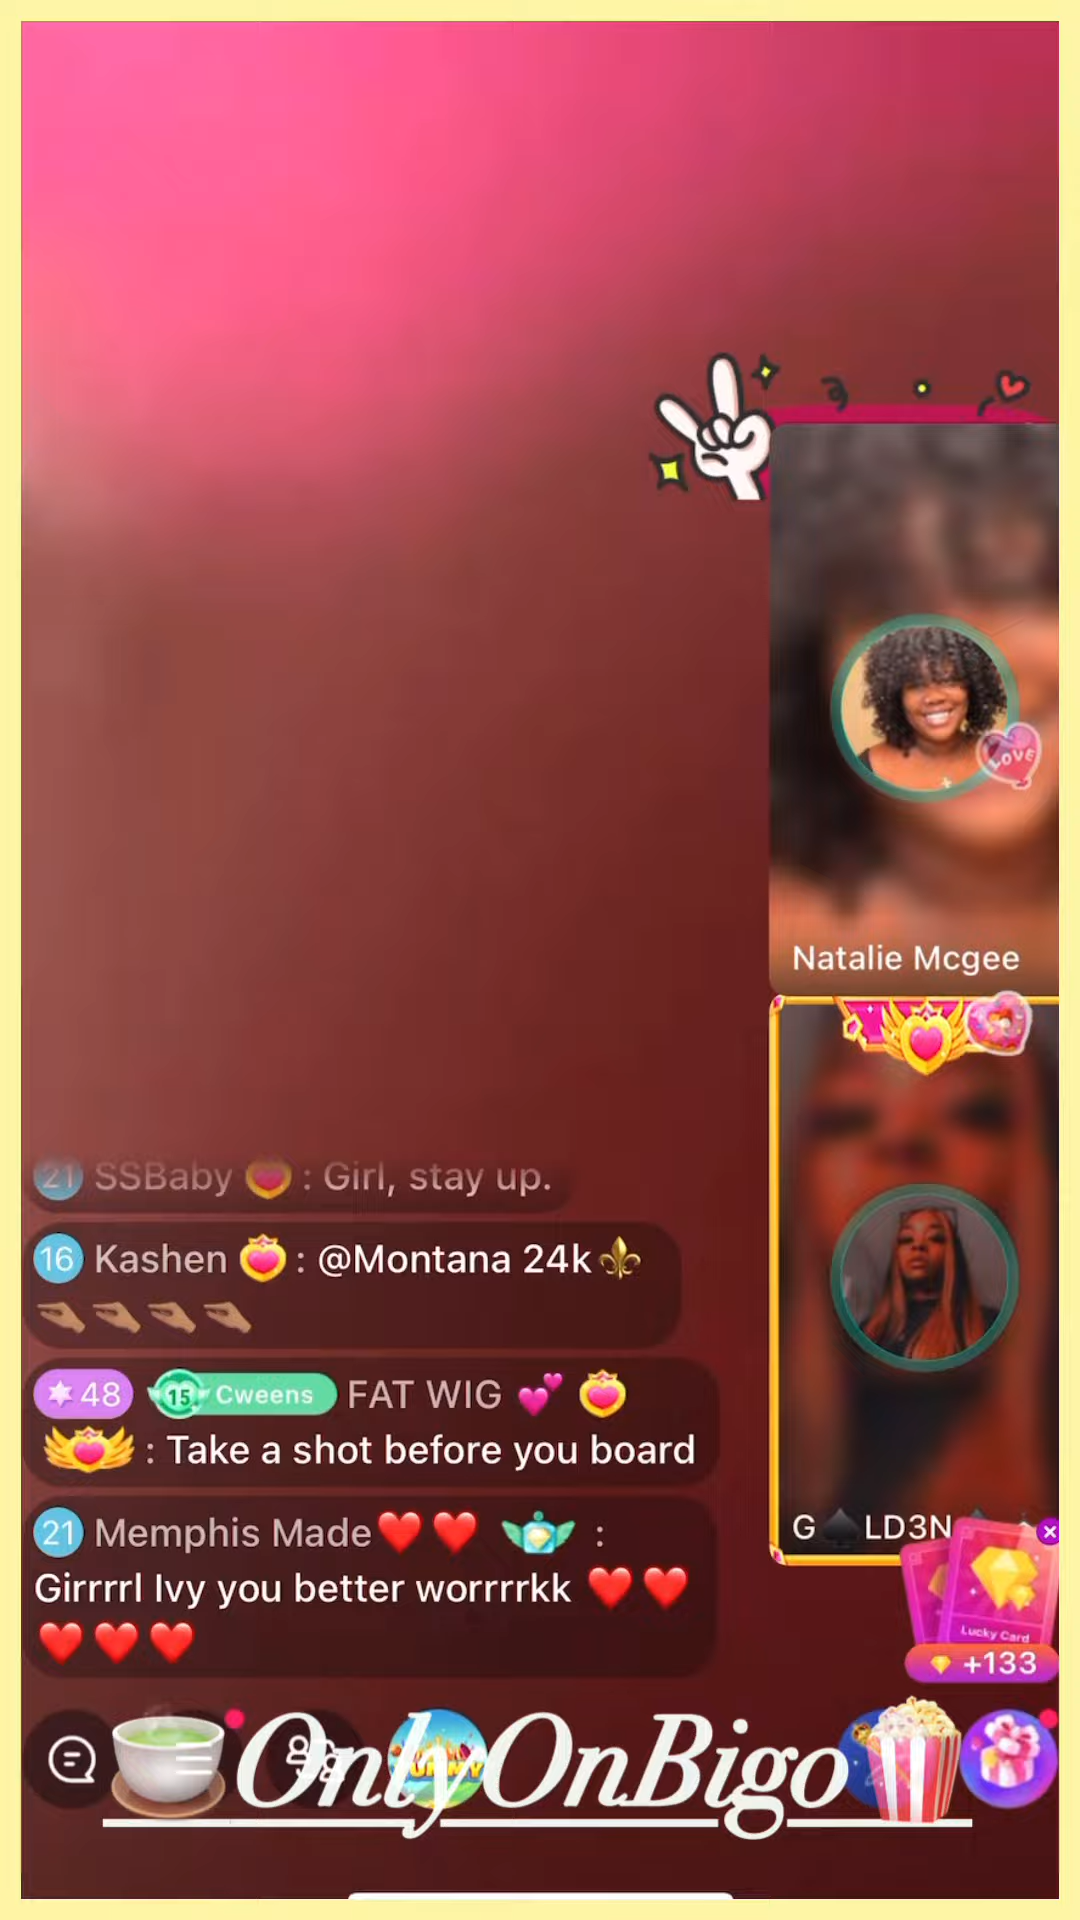 LOVE
Natalie Mcgee
21 SSBaby : Girl, stay up.
16 Kashen : @Montana 24k⚜️
🤏🏽🤏🏽🤏🏽🤏🏽
48 15 Cweens FAT WIG 💕
: Take a shot before you board
G♠️LD3N
21 Memphis Made❤️❤️ :
Girrrrl Ivy you better worrrrkk ❤️❤️
❤️❤️❤️
Lucky Card
+133
OnlyOnBigo